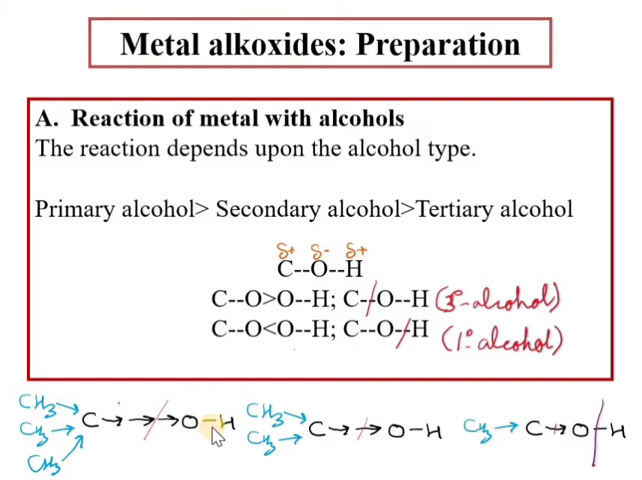 Metal alkoxides: Preparation
A. Reaction of metal with alcohols
The reaction depends upon the alcohol type.
Primary alcohol> Secondary alcohol>Tertiary alcohol
δ+ δ- δ+
C--O--H
C--O>O--H; C--O--H (3°-alcohol)
C--O<O--H; C--O--H (1° alcohol)
CH3→ CH3→ CH3→ C→→→O-H
CH3→ CH3→ C→→O-H
CH3→ C→O-H